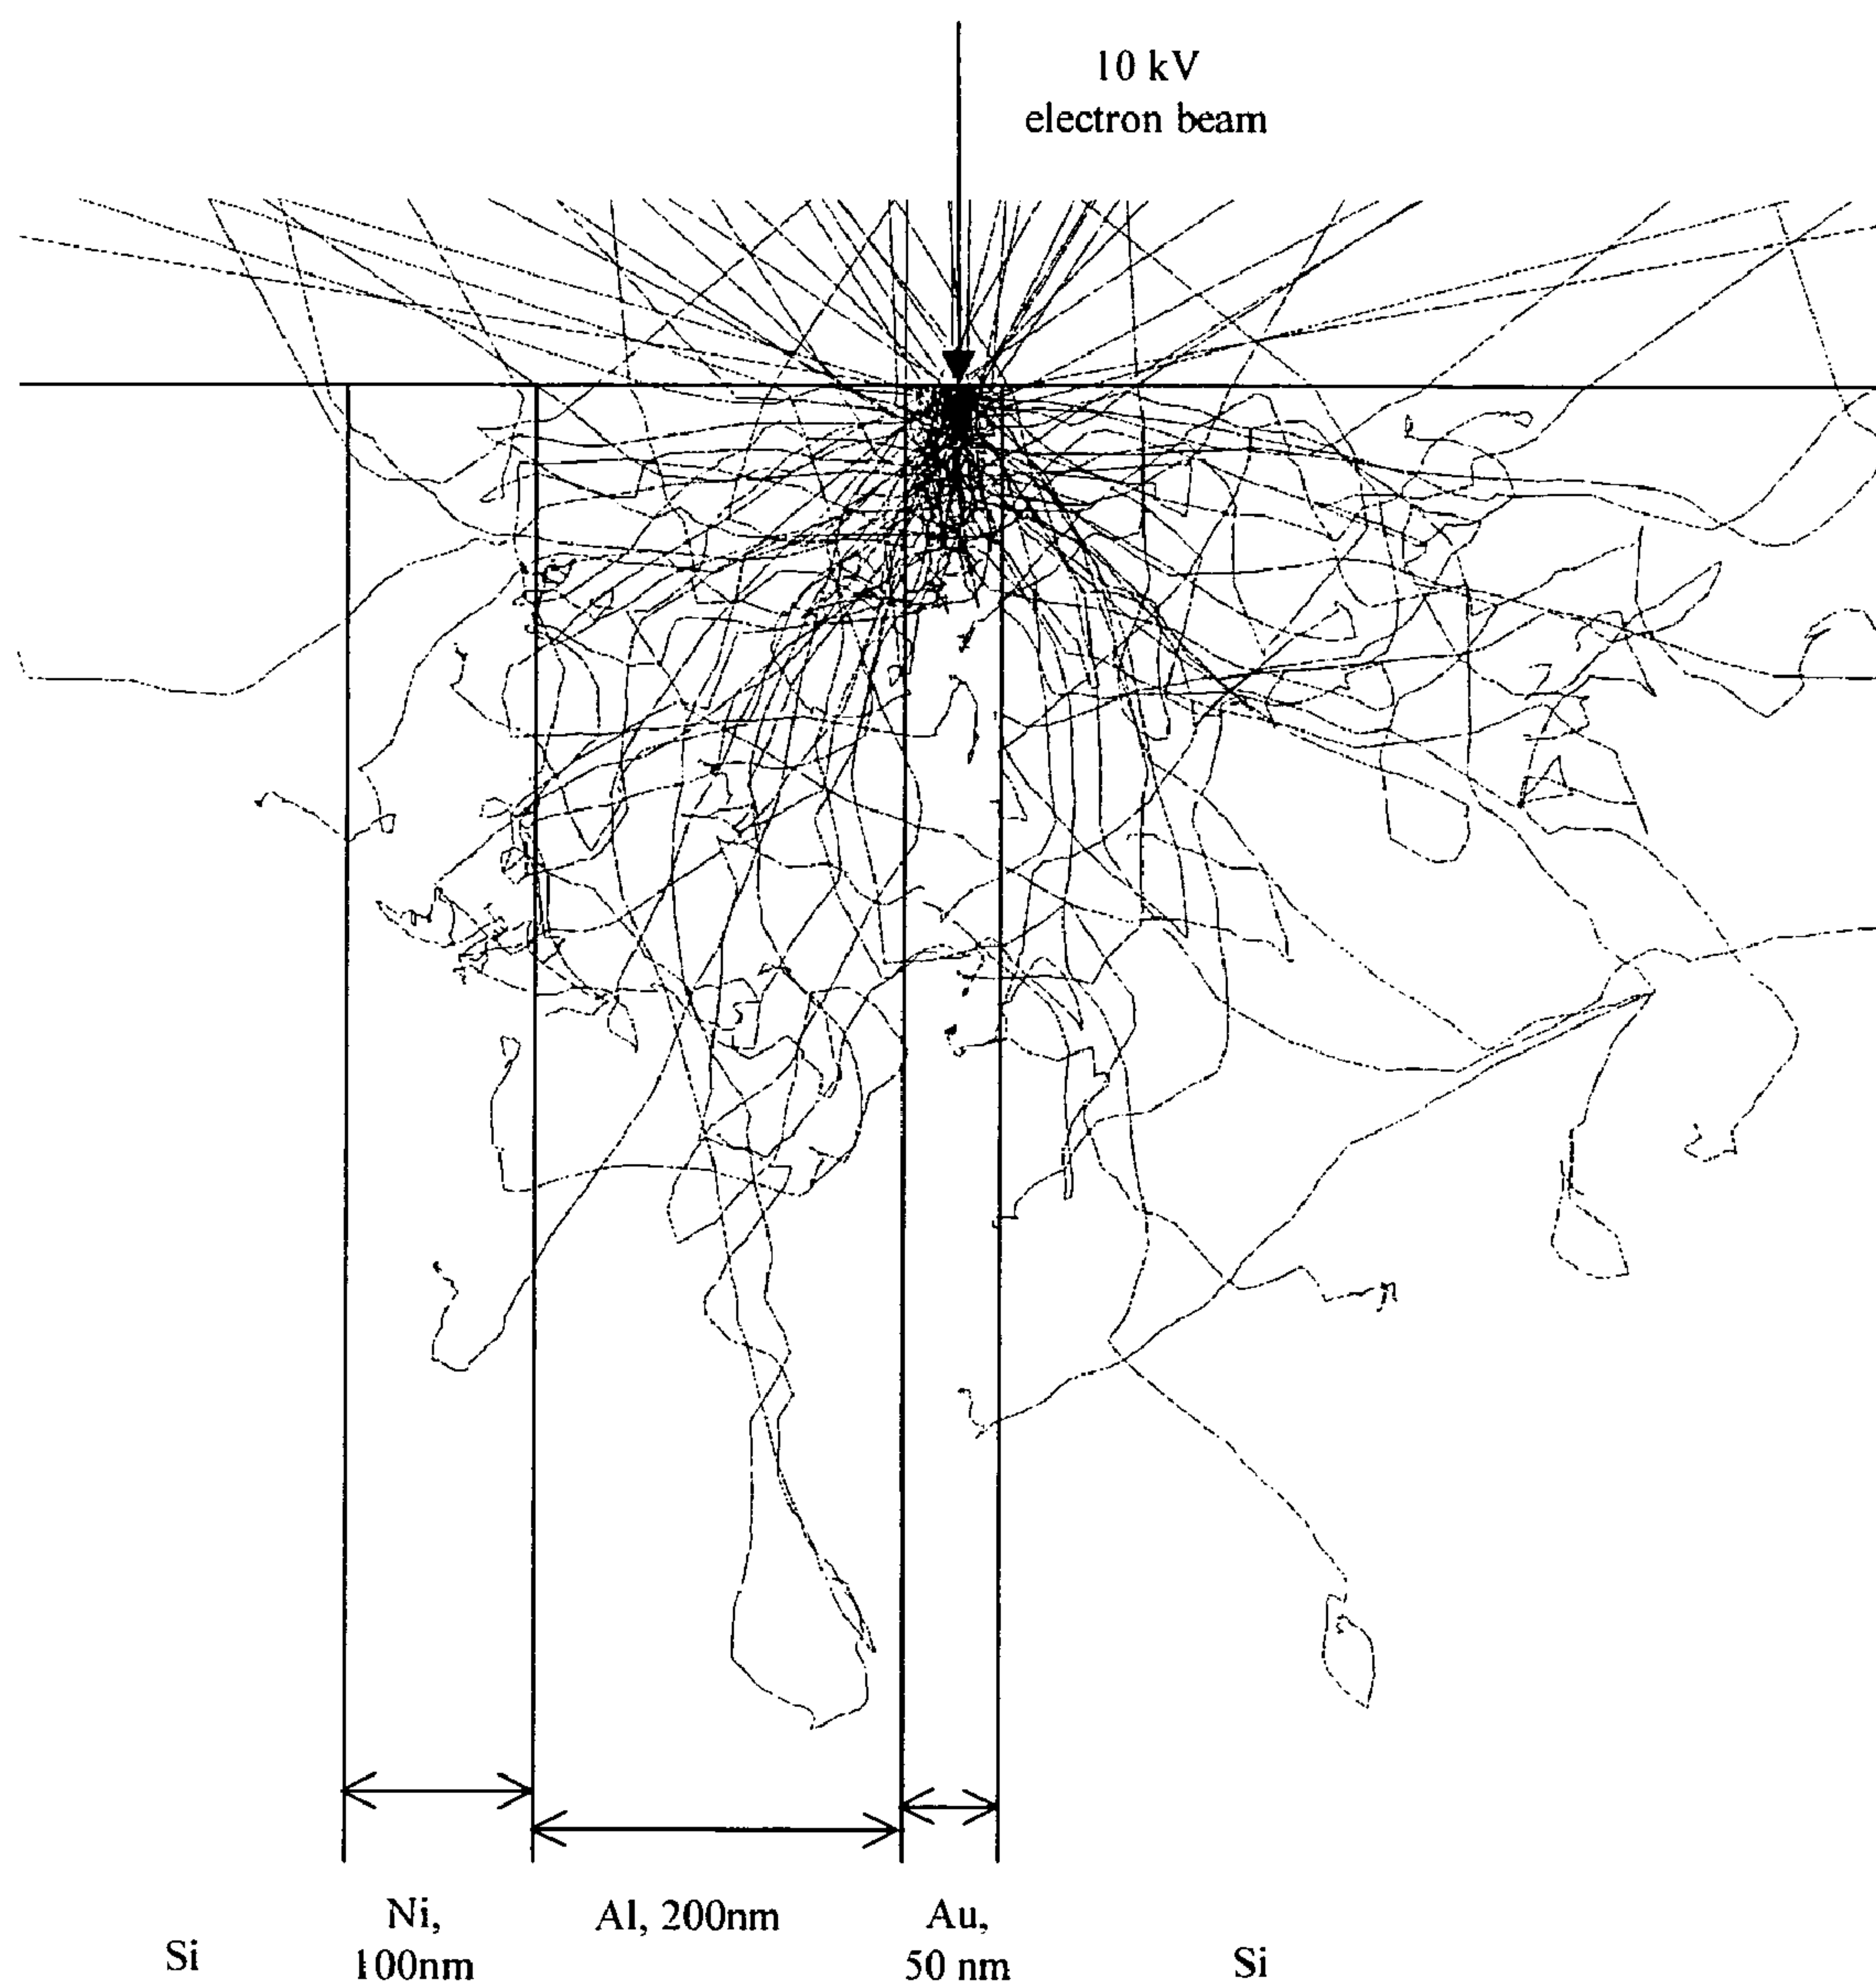 10 kV
electron beam
Si
Ni,
100nm
Al, 200nm
Au,
50 nm
Si